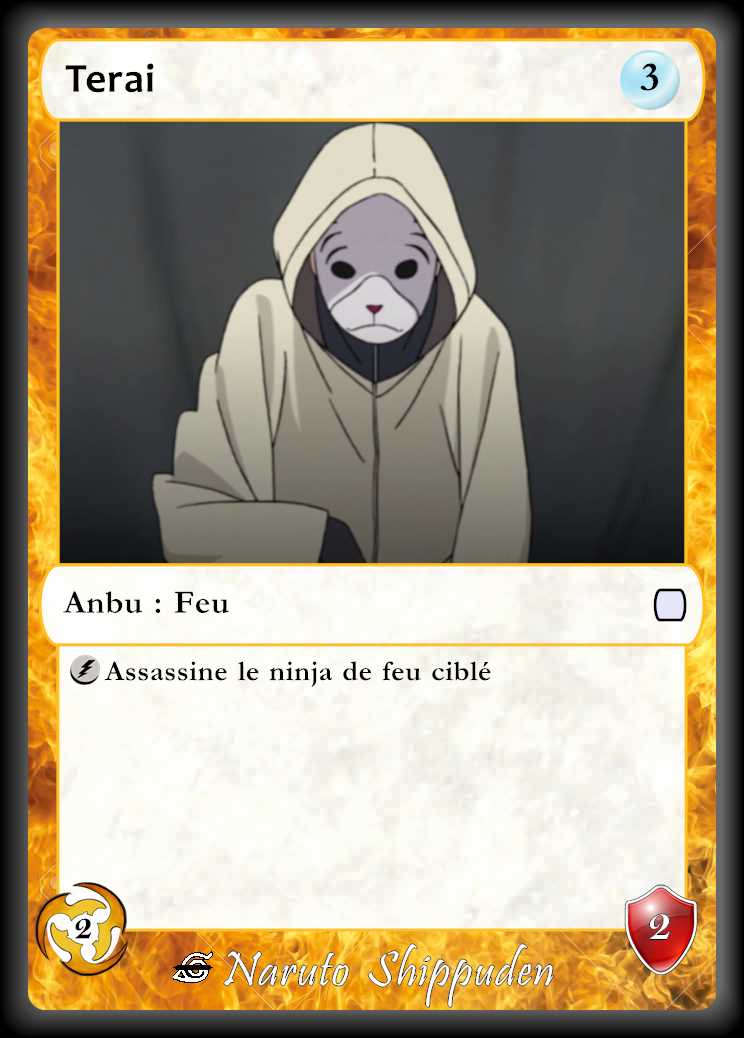 Terai
3
Anbu : Feu
Assassine le ninja de feu ciblé
2
2
Naruto Shippuden